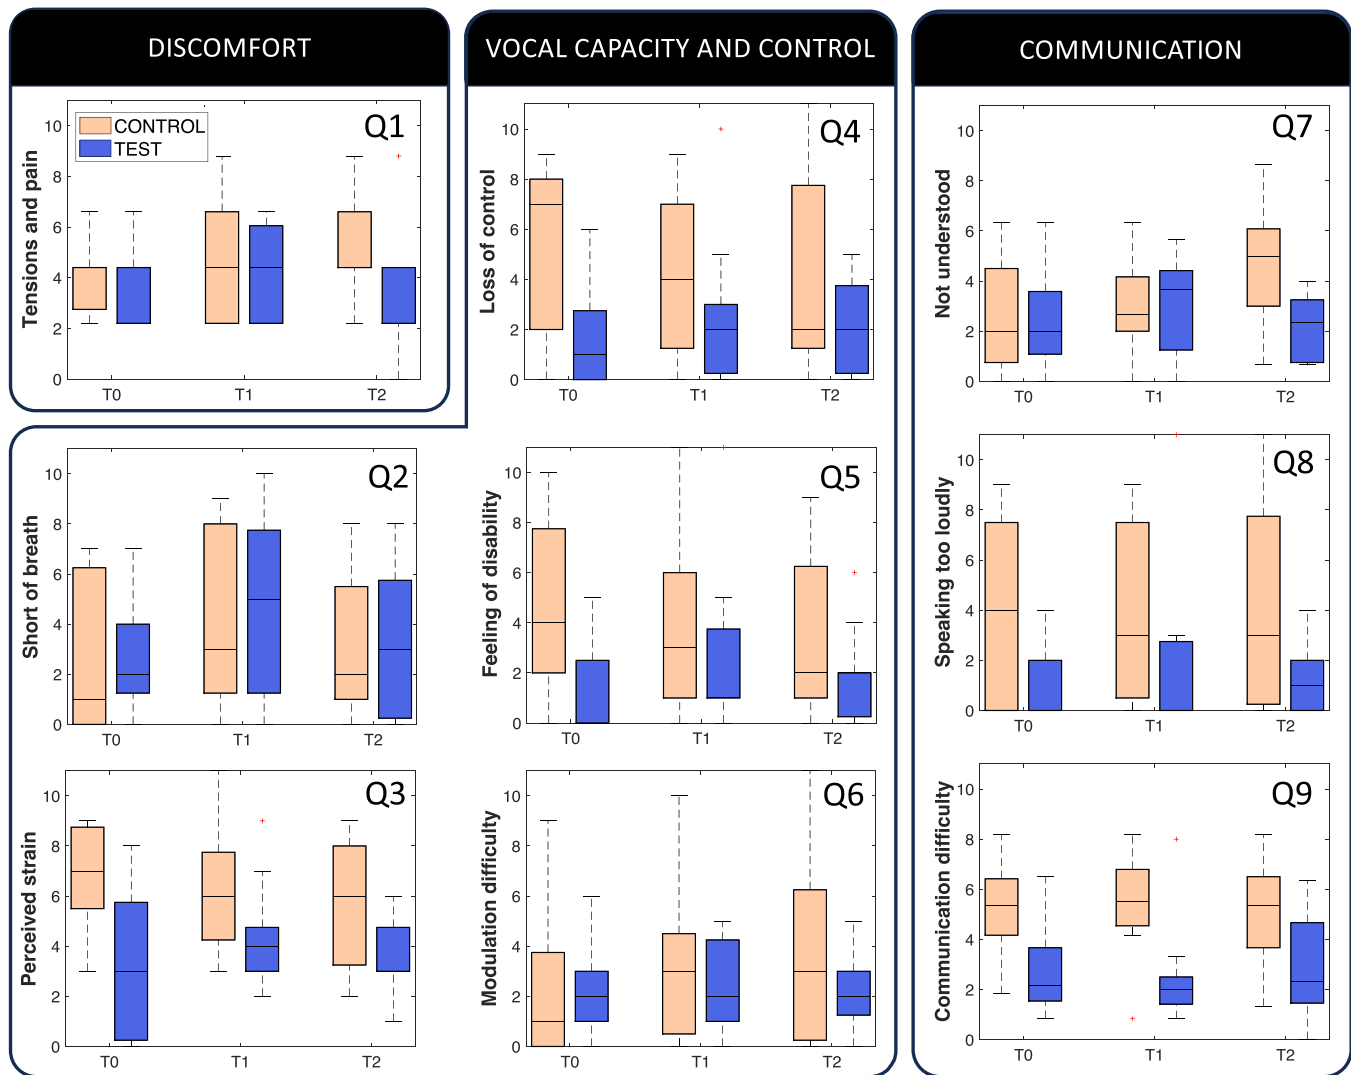 DISCOMFORT
Tensions and pain
10
8
6
4
2
0
CONTROL
TEST
Q1
T0 T1 T2
VOCAL CAPACITY AND CONTROL
Loss of control
10
8
6
4
2
0
Q4
T0 T1 T2
Short of breath
10
8
6
4
2
0
Q2
T0 T1 T2
Feeling of disability
10
8
6
4
2
0
Q5
T0 T1 T2
Perceived strain
10
8
6
4
2
0
Q3
T0 T1 T2
Modulation difficulty
10
8
6
4
2
0
Q6
T0 T1 T2
COMMUNICATION
Not understood
10
8
6
4
2
0
Q7
T0 T1 T2
Speaking too loudly
10
8
6
4
2
0
Q8
T0 T1 T2
Communication difficulty
10
8
6
4
2
0
Q9
T0 T1 T2